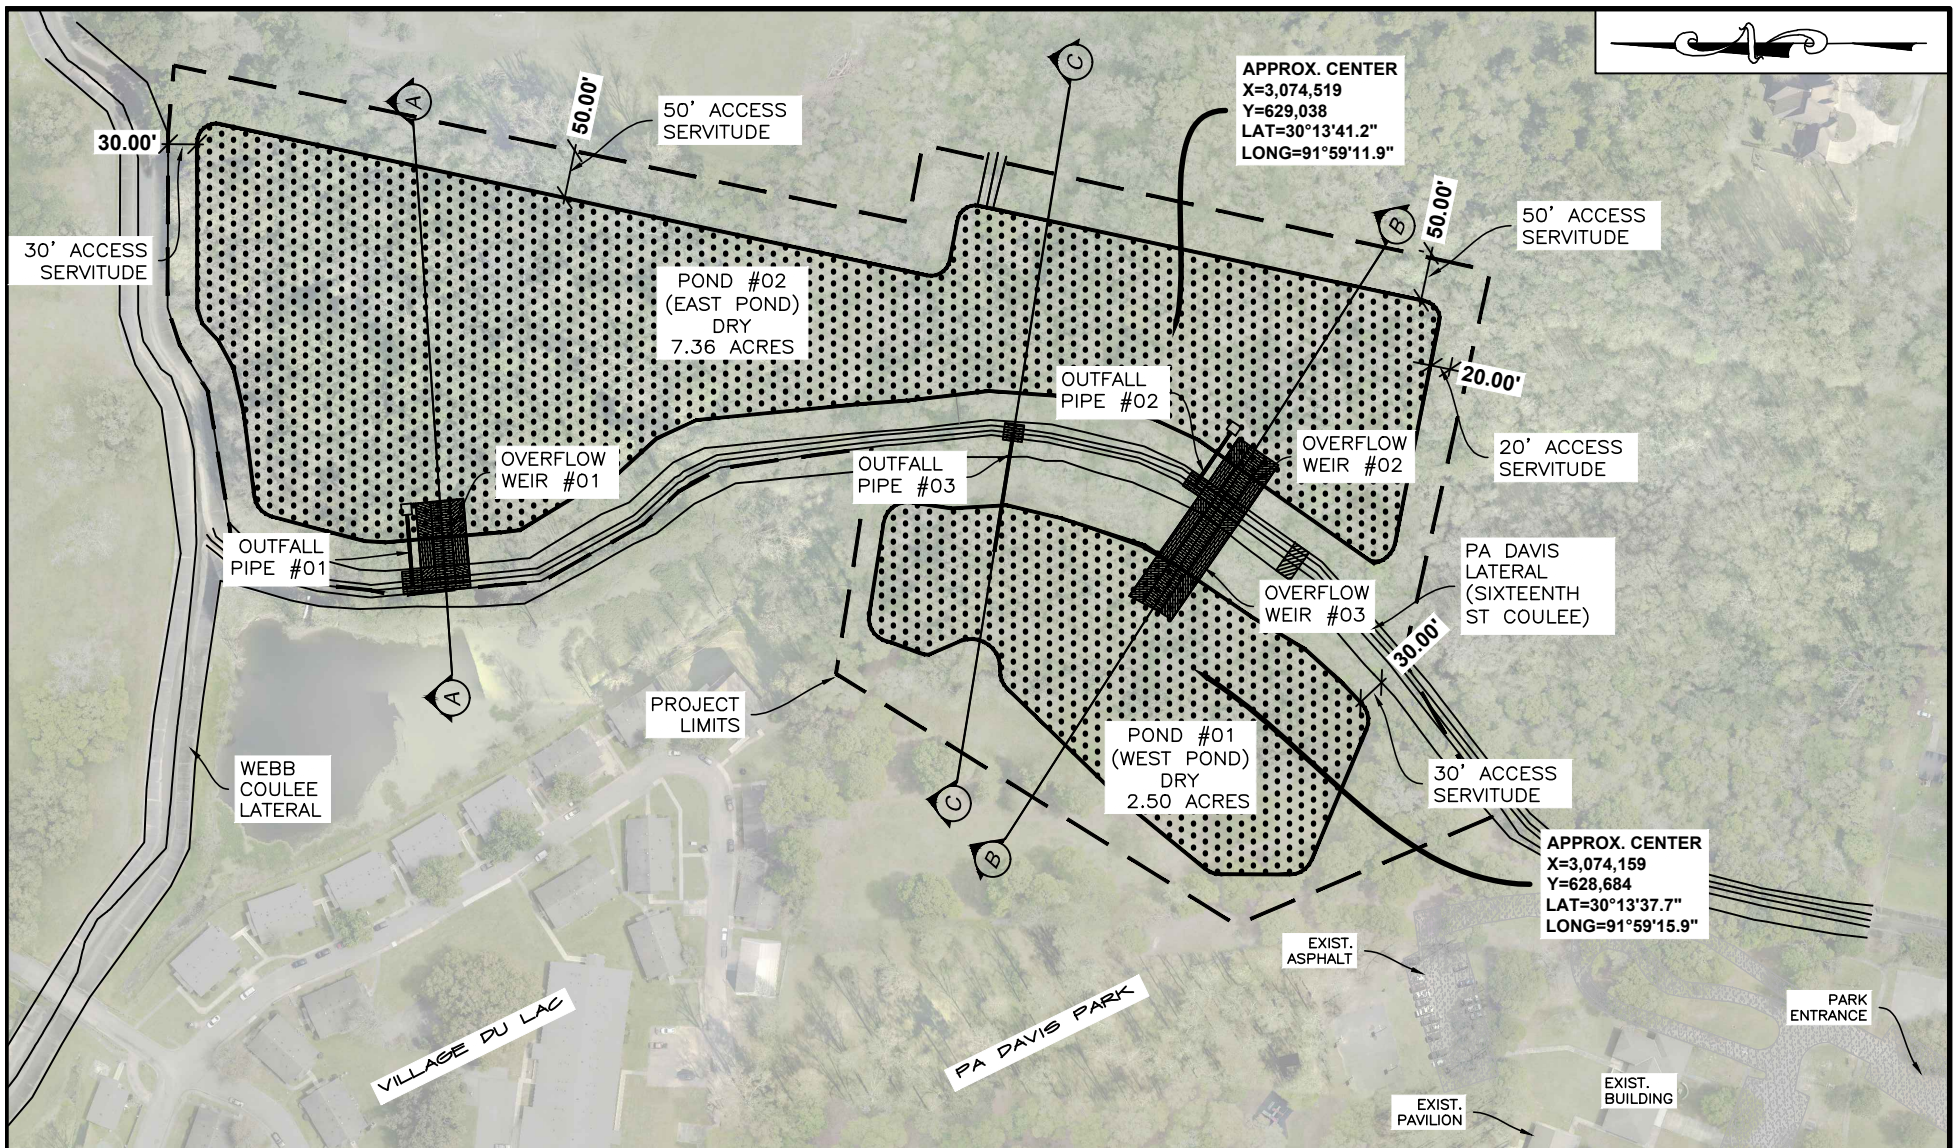 N
C
APPROX. CENTER
X=3,074,519
Y=629,038
LAT=30°13'41.2"
LONG=91°59'11.9"
A
50.00'
50' ACCESS
SERVITUDE
30.00'
30' ACCESS
SERVITUDE
B
50.00'
50' ACCESS
SERVITUDE
POND #02
(EAST POND)
DRY
7.36 ACRES
OUTFALL
PIPE #02
20.00'
20' ACCESS
SERVITUDE
OVERFLOW
WEIR #01
OUTFALL
PIPE #03
OVERFLOW
WEIR #02
OUTFALL
PIPE #01
PA DAVIS
LATERAL
(SIXTEENTH
ST COULEE)
OVERFLOW
WEIR #03
30.00'
A
PROJECT
LIMITS
POND #01
(WEST POND)
DRY
2.50 ACRES
WEBB
COULEE
LATERAL
30' ACCESS
SERVITUDE
C
B
APPROX. CENTER
X=3,074,159
Y=628,684
LAT=30°13'37.7"
LONG=91°59'15.9"
EXIST.
ASPHALT
VILLAGE DU LAC
PA DAVIS PARK
PARK
ENTRANCE
EXIST.
BUILDING
EXIST.
PAVILION